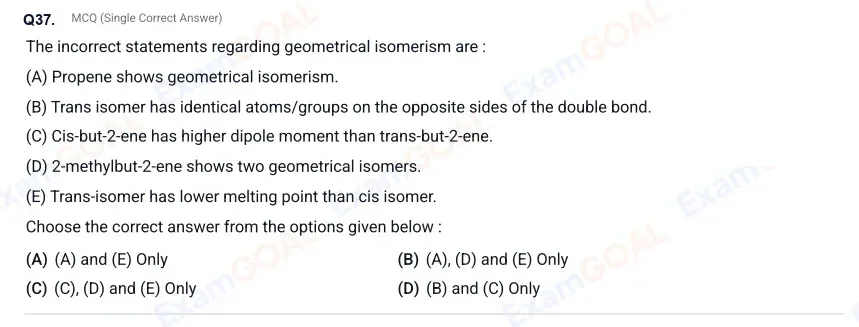 Q37. MCQ (Single Correct Answer)
The incorrect statements regarding geometrical isomerism are :
(A) Propene shows geometrical isomerism.
(B) Trans isomer has identical atoms/groups on the opposite sides of the double bond.
(C) Cis-but-2-ene has higher dipole moment than trans-but-2-ene.
(D) 2-methylbut-2-ene shows two geometrical isomers.
(E) Trans-isomer has lower melting point than cis isomer.
Choose the correct answer from the options given below :
(A) (A) and (E) Only (B) (A), (D) and (E) Only
(C) (C), (D) and (E) Only (D) (B) and (C) Only